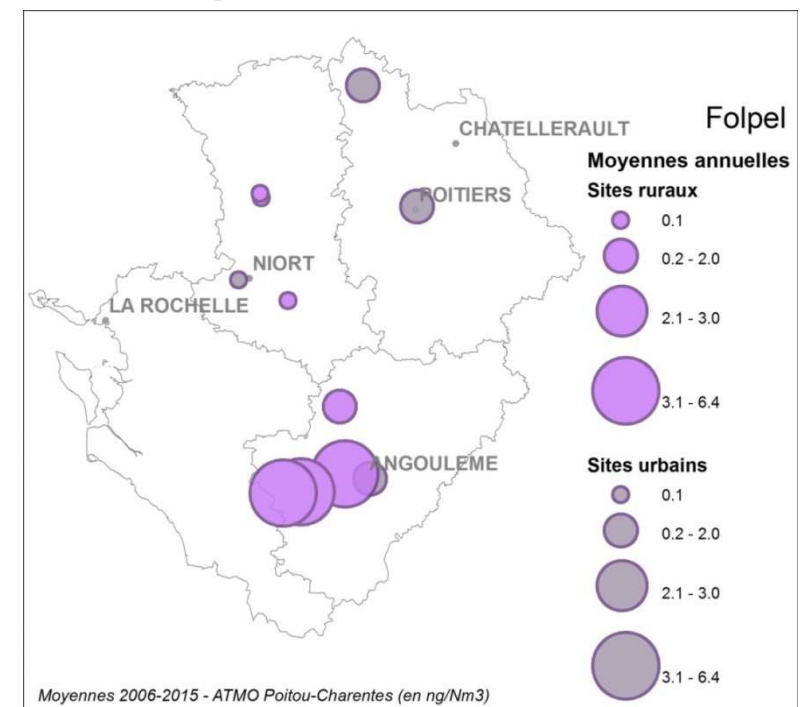 CHATELLERAULT
POITIERS
NIORT
LA ROCHELLE
ANGOULEME
Folpel
Moyennes annuelles
Sites ruraux
0.1
0.2 - 2.0
2.1 - 3.0
3.1 - 6.4
Sites urbains
0.1
0.2 - 2.0
2.1 - 3.0
3.1 - 6.4
Moyennes 2006-2015 - ATMO Poitou-Charentes (en ng/Nm3)